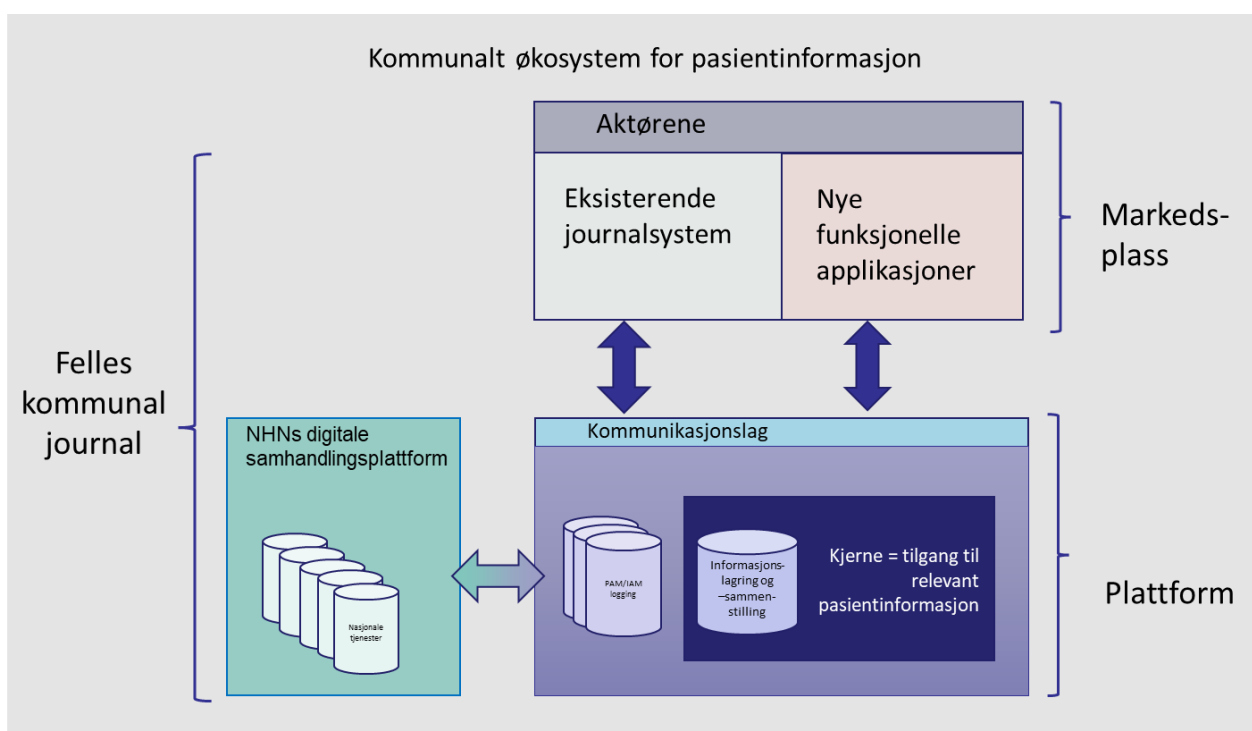 Kommunalt økosystem for pasientinformasjon
Aktørene
Eksisterende
journalsystem
Nye
funksjonelle
applikasjoner
Markeds-
plass
Felles
kommunal
journal
NHNs digitale
samhandlingsplattform
Nasjonale
tjenester
Kommunikasjonslag
PAM/IAM
logging
Informasjons-
lagring og
–sammen-
stilling
Kjerne = tilgang til
relevant
pasientinformasjon
Plattform